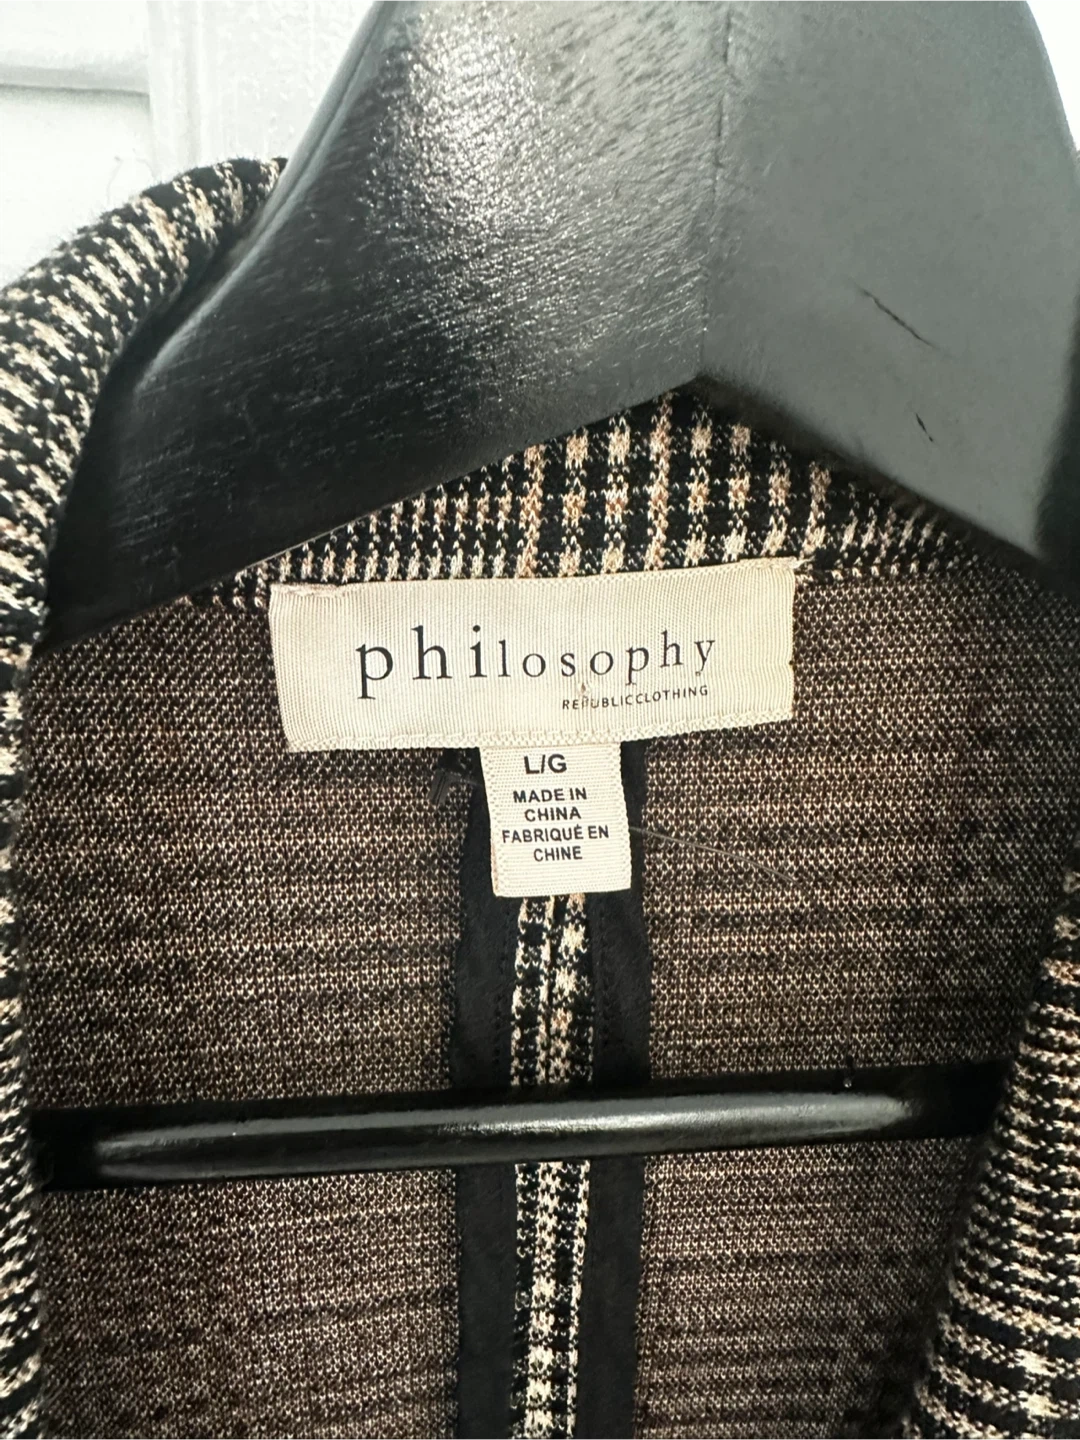 philosophy
REPUBLICCLOTHING
L/G
MADE IN
CHINA
FABRIQUÉ EN
CHINE